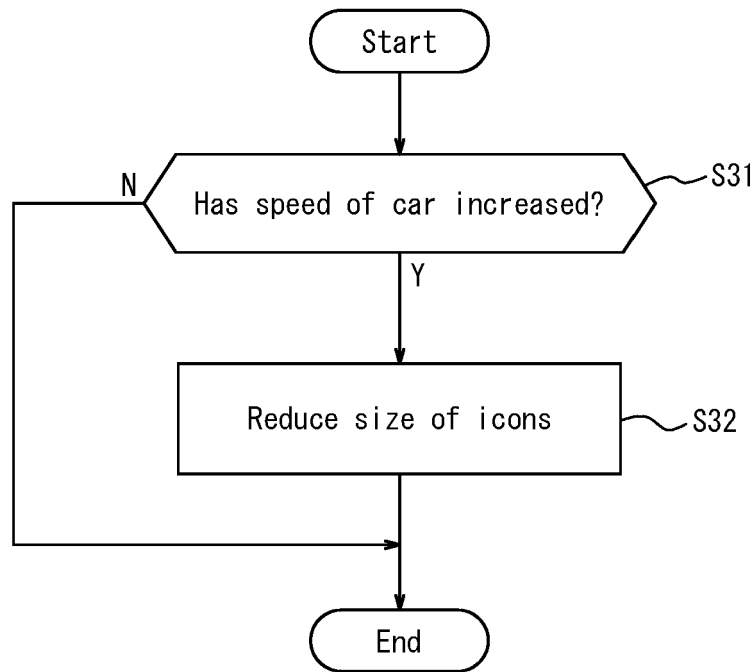 Start
N
Has speed of car increased?
S31
Y
Reduce size of icons
S32
End